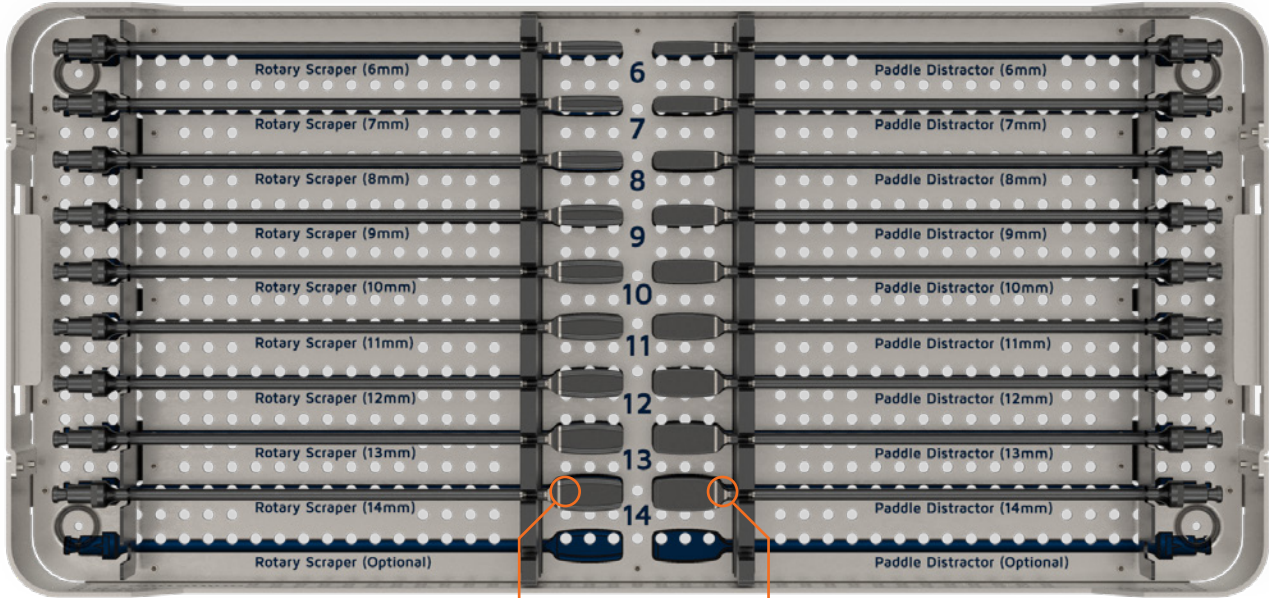 Rotary Scraper (6mm) 6 Paddle Distractor (6mm)
Rotary Scraper (7mm) 7 Paddle Distractor (7mm)
Rotary Scraper (8mm) 8 Paddle Distractor (8mm)
Rotary Scraper (9mm) 9 Paddle Distractor (9mm)
Rotary Scraper (10mm) 10 Paddle Distractor (10mm)
Rotary Scraper (11mm) 11 Paddle Distractor (11mm)
Rotary Scraper (12mm) 12 Paddle Distractor (12mm)
Rotary Scraper (13mm) 13 Paddle Distractor (13mm)
Rotary Scraper (14mm) 14 Paddle Distractor (14mm)
Rotary Scraper (Optional) Paddle Distractor (Optional)